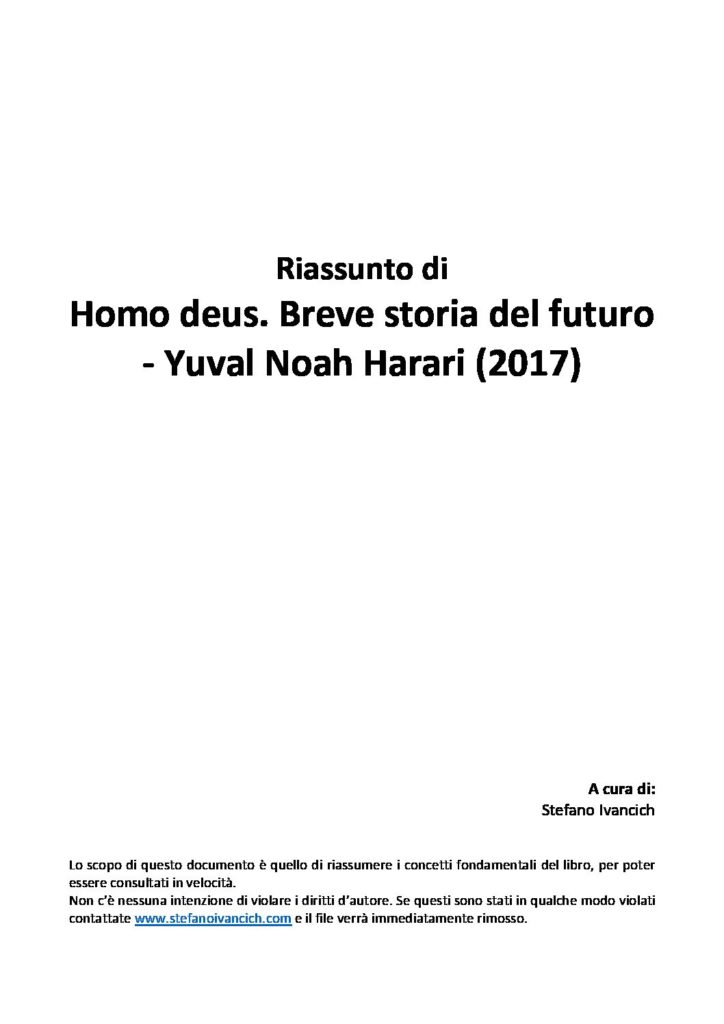 Riassunto di
Homo deus. Breve storia del futuro
- Yuval Noah Harari (2017)
A cura di:
Stefano Ivancich
Lo scopo di questo documento è quello di riassumere i concetti fondamentali del libro, per poter
essere consultati in velocità.
Non c’è nessuna intenzione di violare i diritti d’autore. Se questi sono stati in qualche modo violati
contattate www.stefanoivancich.com e il file verrà immediatamente rimosso.